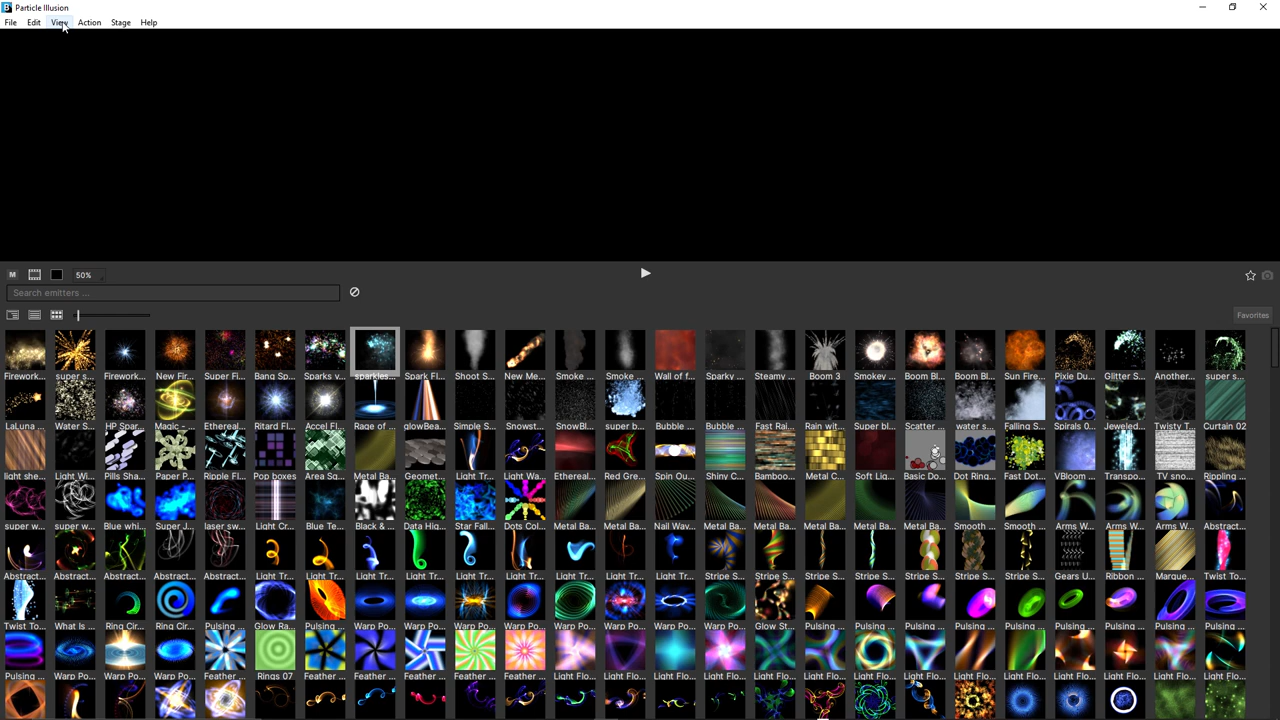 Particle Illusion
File Edit View Action Stage Help
M 50%
Search emitters ...
Favorites
Firework... super s... Firework... New Fir... Super Fl... Bang Sp... Sparks v... sparkles... Spark Fl... Shoot S... New Me... Smoke ... Smoke ... Wall of f... Sparky ... Steamy ... Boom 3 Smokey ... Boom Bl... Boom Bl... Sun Fire... Pixie Du... Glitter S... Another... super s...
LaLuna ... Water S... HP Spar... Magic - ... Ethereal... Ritard Fl... Accel Fl... Rage of ... glowBea... Simple S... Snowst... SnowBl... super b... Bubble ... Bubble ... Fast Rai... Rain wit... Super bl... Scatter ... water s... Falling S... Spirals 0... Jeweled... Twisty T... Curtain 02
light she... Light Wi... Pills Sha... Paper P... Ripple Fl... Pop boxes Area Sq... Metal Ba... Geomet... Light Tr... Light Wa... Ethereal... Red Gre... Spin Ou... Shiny C... Bamboo... Metal C... Soft Liq... Basic Do... Dot Ring... Fast Dot... VBloom ... Transpo... TV sno... Rippling ...
super w... super w... Blue whi... Super J... laser sw... Light Cr... Blue Te... Black & ... Data Hig... Star Fall... Dots Col... Metal Ba... Metal Ba... Nail Wav... Metal Ba... Metal Ba... Metal Ba... Metal Ba... Metal Ba... Smooth ... Smooth ... Arms W... Arms W... Arms W... Abstract...
Abstract... Abstract... Abstract... Abstract... Abstract... Light Tr... Light Tr... Light Tr... Light Tr... Light Tr... Light Tr... Light Tr... Light Tr... Light Tr... Stripe S... Stripe S... Stripe S... Stripe S... Stripe S... Stripe S... Stripe S... Gears U... Ribbon ... Marque... Twist To...
Twist To... What Is ... Ring Cir... Ring Cir... Pulsing ... Glow Ra... Pulsing ... Warp Po... Warp Po... Warp Po... Warp Po... Warp Po... Warp Po... Warp Po... Warp Po... Glow St... Pulsing ... Pulsing ... Pulsing ... Pulsing ... Pulsing ... Pulsing ... Pulsing ... Pulsing ... Pulsing ...
Pulsing ... Warp Po... Warp Po... Warp Po... Feather ... Rings 07 Feather ... Feather ... Feather ... Feather ... Feather ... Light Flo... Light Flo... Light Flo... Light Flo... Light Flo... Light Flo... Light Flo... Light Flo... Light Flo... Light Flo... Light Flo... Light Flo... Light Flo... Light Flo...